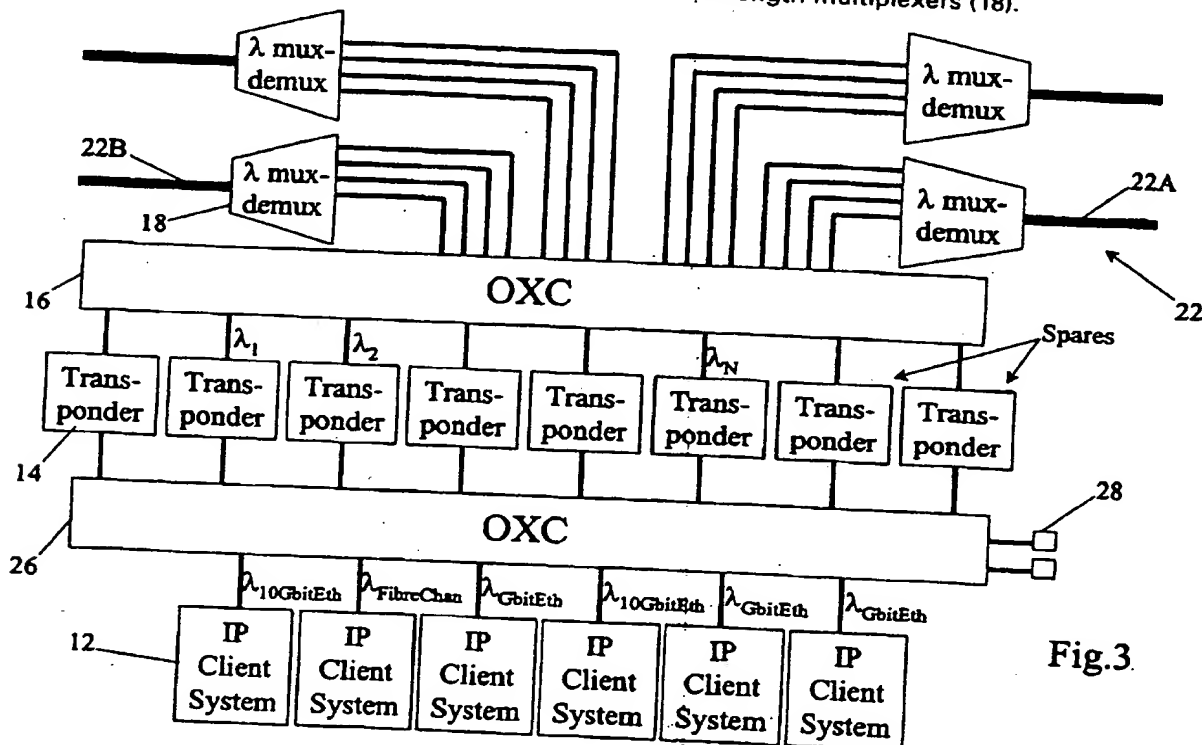 multiplexers (18).
λ mux-
demux
λ mux-
demux
22B
λ mux-
demux
18
λ mux-
demux
22A
22
16
OXC
λ1
λ2
λN
Spares
Trans-
ponder
Trans-
ponder
Trans-
ponder
Trans-
ponder
Trans-
ponder
Trans-
ponder
Trans-
ponder
Trans-
ponder
14
26
OXC
28
λ10GbitEth
λFibreChan
λGbitEth
λ10GbitEth
λGbitEth
λGbitEth
12
IP
Client
System
IP
Client
System
IP
Client
System
IP
Client
System
IP
Client
System
IP
Client
System
Fig.3